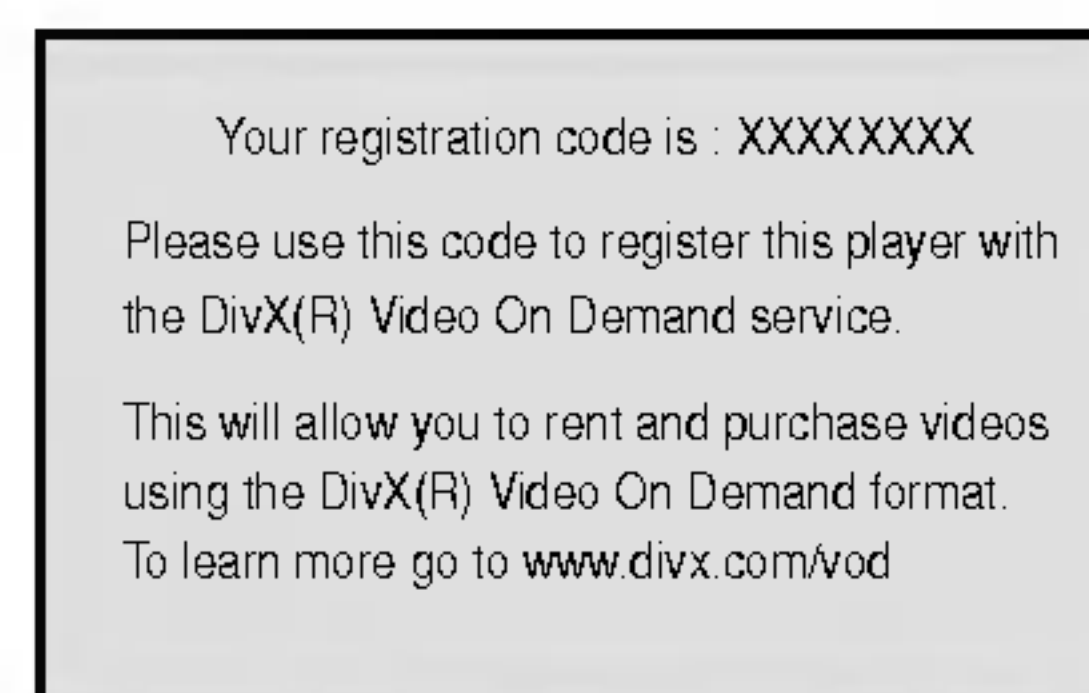 Your registration code is : XXXXXXXX
Please use this code to register this player with
the DivX(R) Video On Demand service.
This will allow you to rent and purchase videos
using the DivX(R) Video On Demand format.
To learn more go to www.divx.com/vod